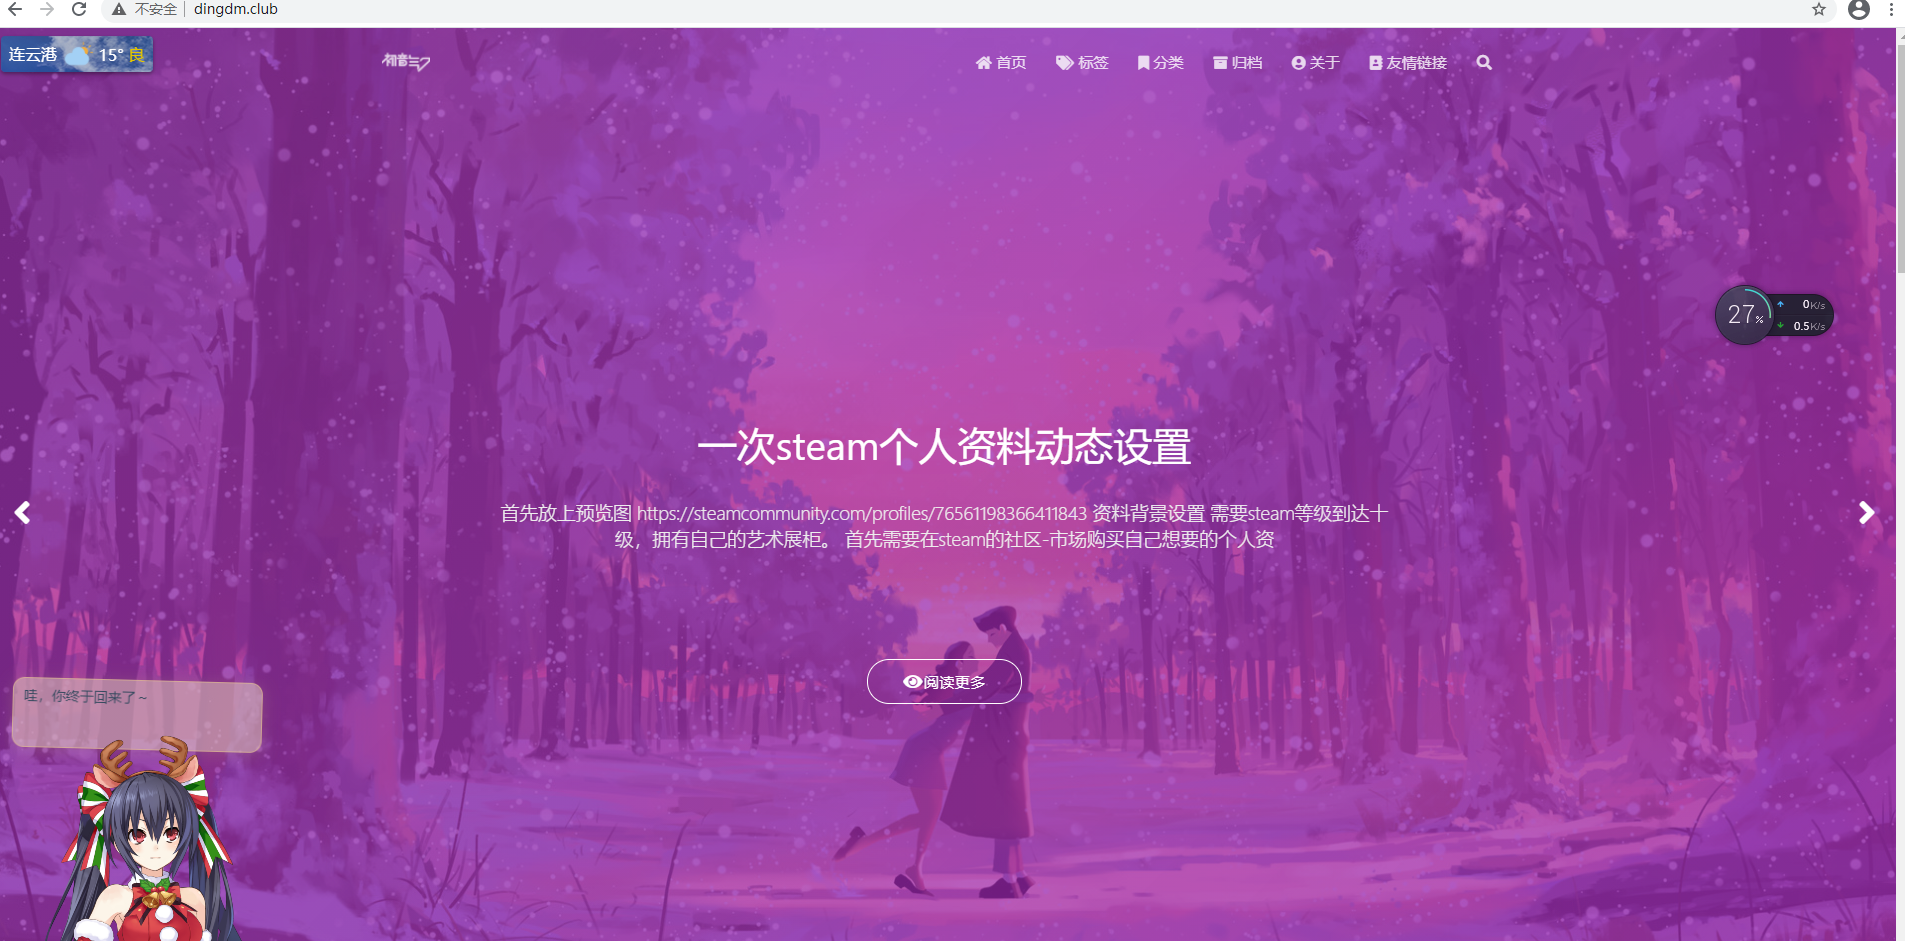 不安全 dingdm.club
连云港 15° 良
初音ミク
首页 标签 分类 归档 关于 友情链接
27% 0K/s
0.5K/s
一次steam个人资料动态设置
首先放上预览图 https://steamcommunity.com/profiles/76561198366411843 资料背景设置 需要steam等级到达十
级，拥有自己的艺术展柜。 首先需要在steam的社区-市场购买自己想要的个人资
阅读更多
哇，你终于回来了～